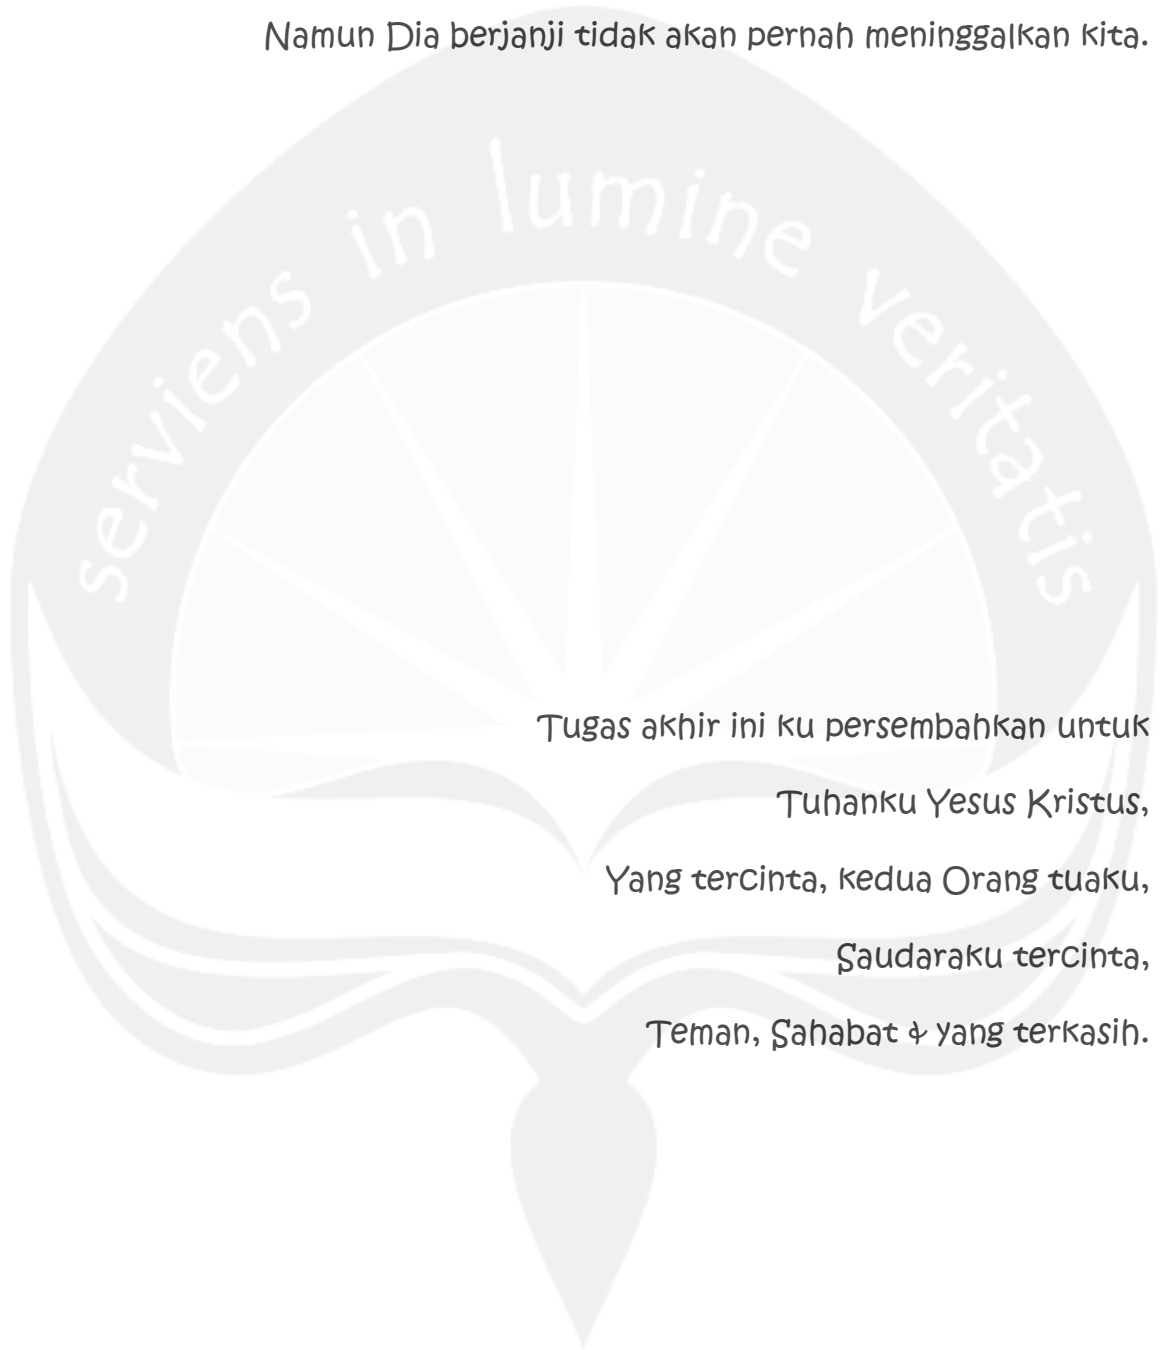 Namun Dia berjanji tidak akan pernah meninggalkan kita.
serviens in lumine veritatis
Tugas akhir ini ku persembahkan untuk
Tuhanku Yesus Kristus,
Yang tercinta, kedua Orang tuaku,
Saudaraku tercinta,
Teman, Sahabat & yang terkasih.